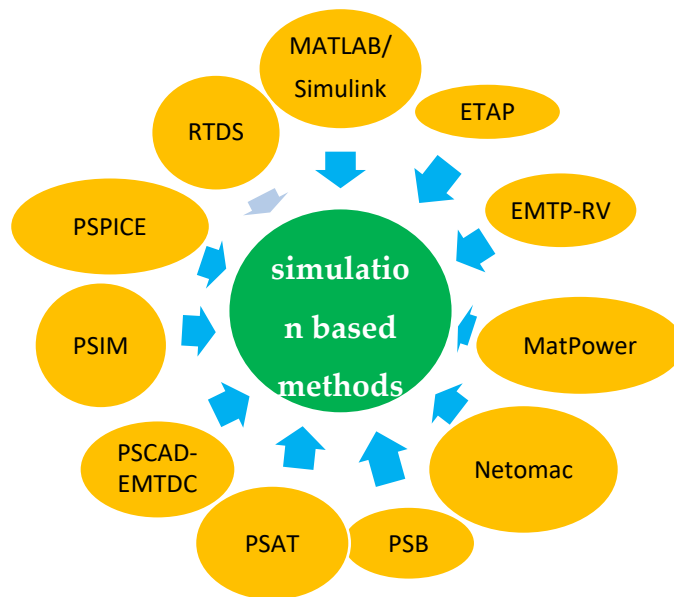 MATLAB/
Simulink
ETAP
RTDS
EMTP-RV
PSPICE
simulatio
n based
methods
PSIM
MatPower
PSCAD-
EMTDC
Netomac
PSAT
PSB